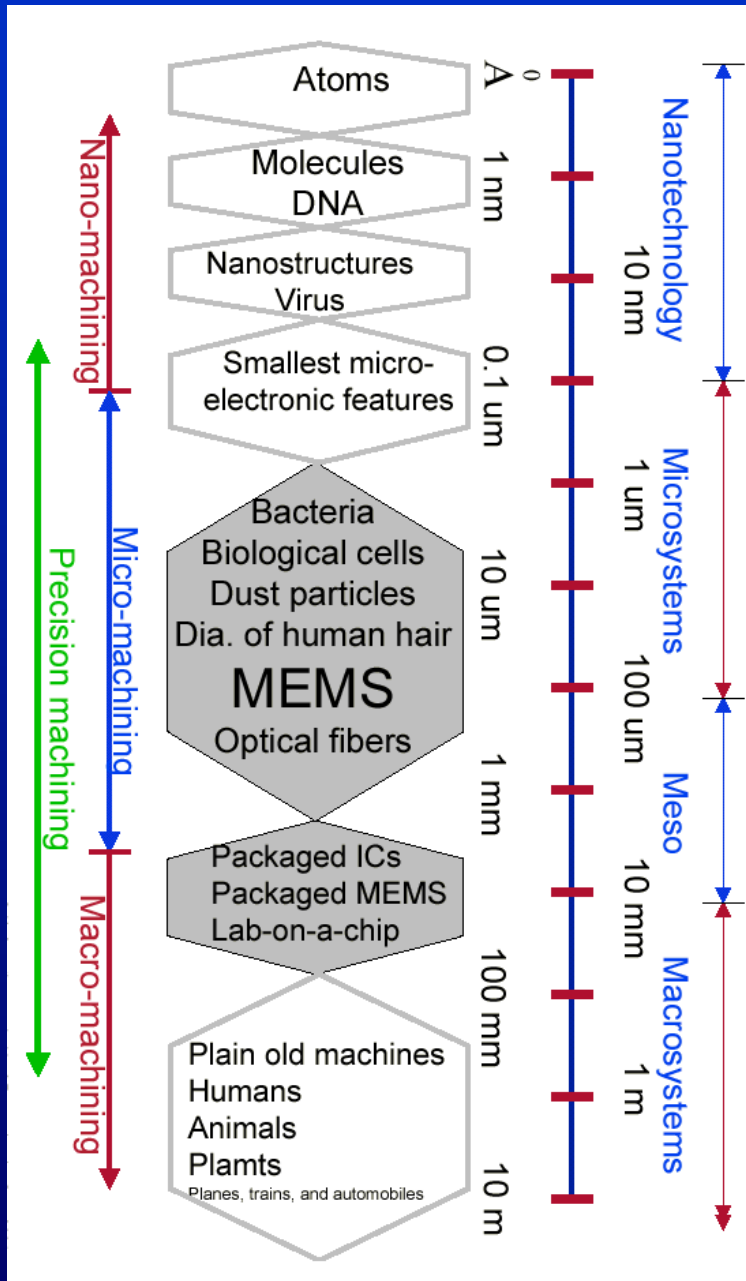 Atoms
Molecules
DNA
Nanostructures
Virus
Smallest micro-
electronic features
Bacteria
Biological cells
Dust particles
Dia. of human hair
MEMS
Optical fibers
Packaged ICs
Packaged MEMS
Lab-on-a-chip
Plain old machines
Humans
Animals
Plamts
Planes, trains, and automobiles
Nano-machining
Micro-machining
Macro-machining
Precision machining
A 0
1 nm
10 nm
0.1 um
1 um
10 um
100 um
1 mm
10 mm
100 mm
1 m
10 m
Nanotechnology
Microsystems
Meso
Macrosystems